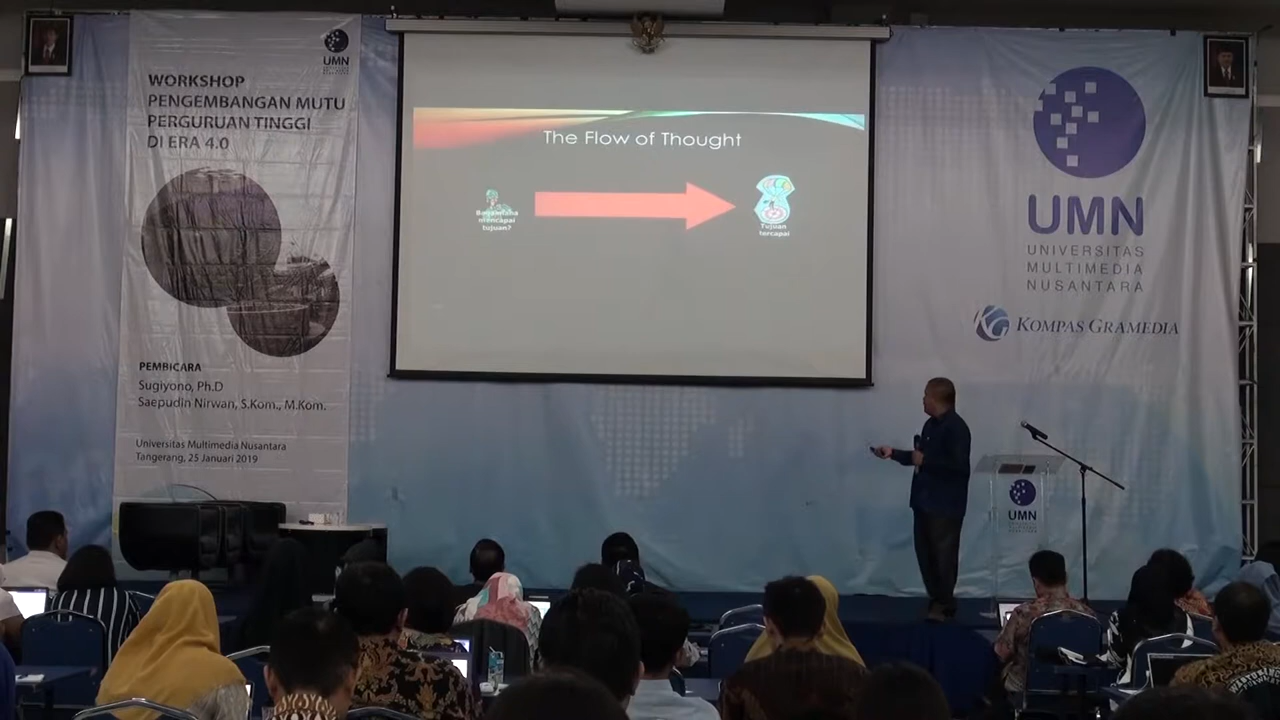 UMN
WORKSHOP
PENGEMBANGAN MUTU
PERGURUAN TINGGI
DI ERA 4.0
PEMBICARA
Sugiyono, Ph.D
Saepudin Nirwan, S.Kom., M.Kom.
Universitas Multimedia Nusantara
Tangerang, 25 Januari 2019
The Flow of Thought
Bagaimana
mencapai
tujuan?
Tujuan
tercapai
UMN
UNIVERSITAS
MULTIMEDIA
NUSANTARA
KG KOMPAS GRAMEDIA
UMN